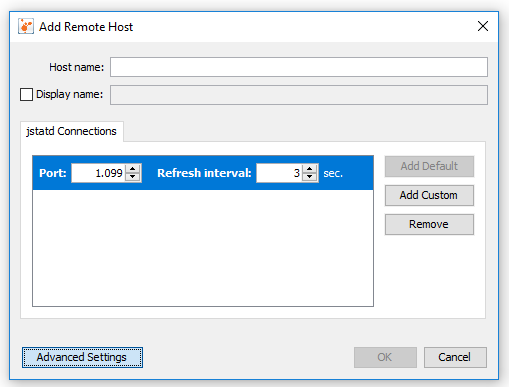 Add Remote Host
Host name:
Display name:
jstatd Connections
Port: 1.099 Refresh interval: 3 sec.
Add Default
Add Custom
Remove
Advanced Settings OK Cancel